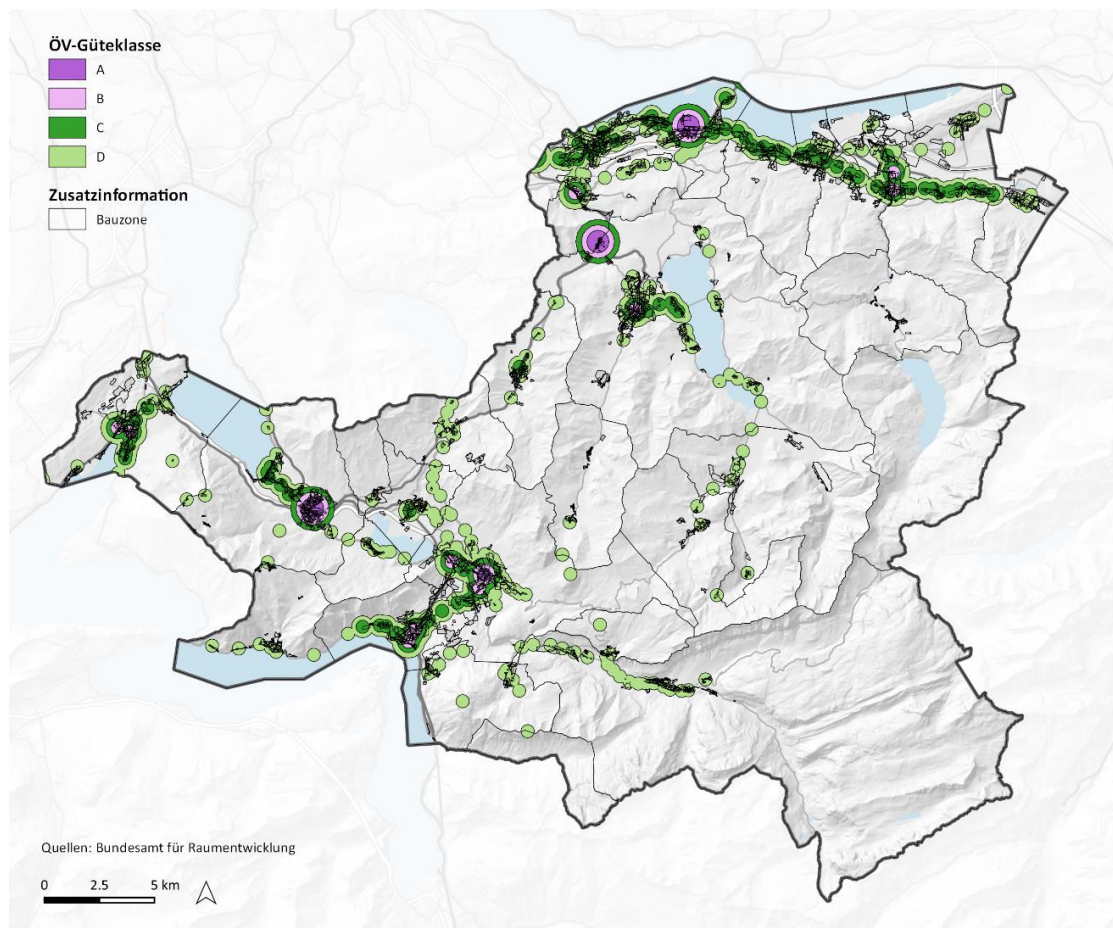 ÖV-Güteklasse
A
B
C
D
Zusatzinformation
Bauzone
Quellen: Bundesamt für Raumentwicklung
0 2.5 5 km